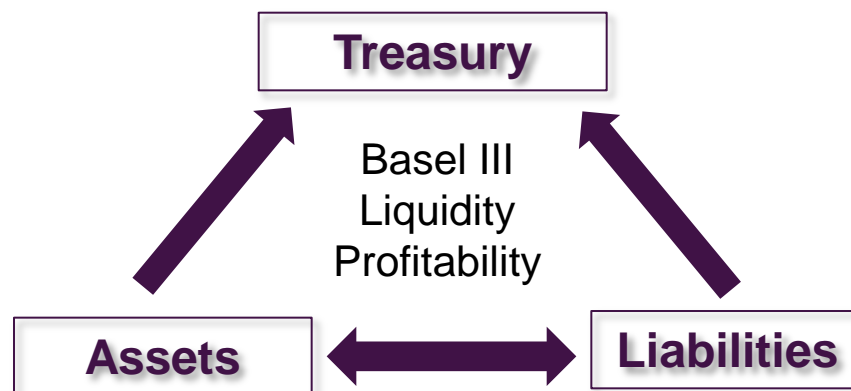 Treasury
Basel III
Liquidity
Profitability
Assets
Liabilities